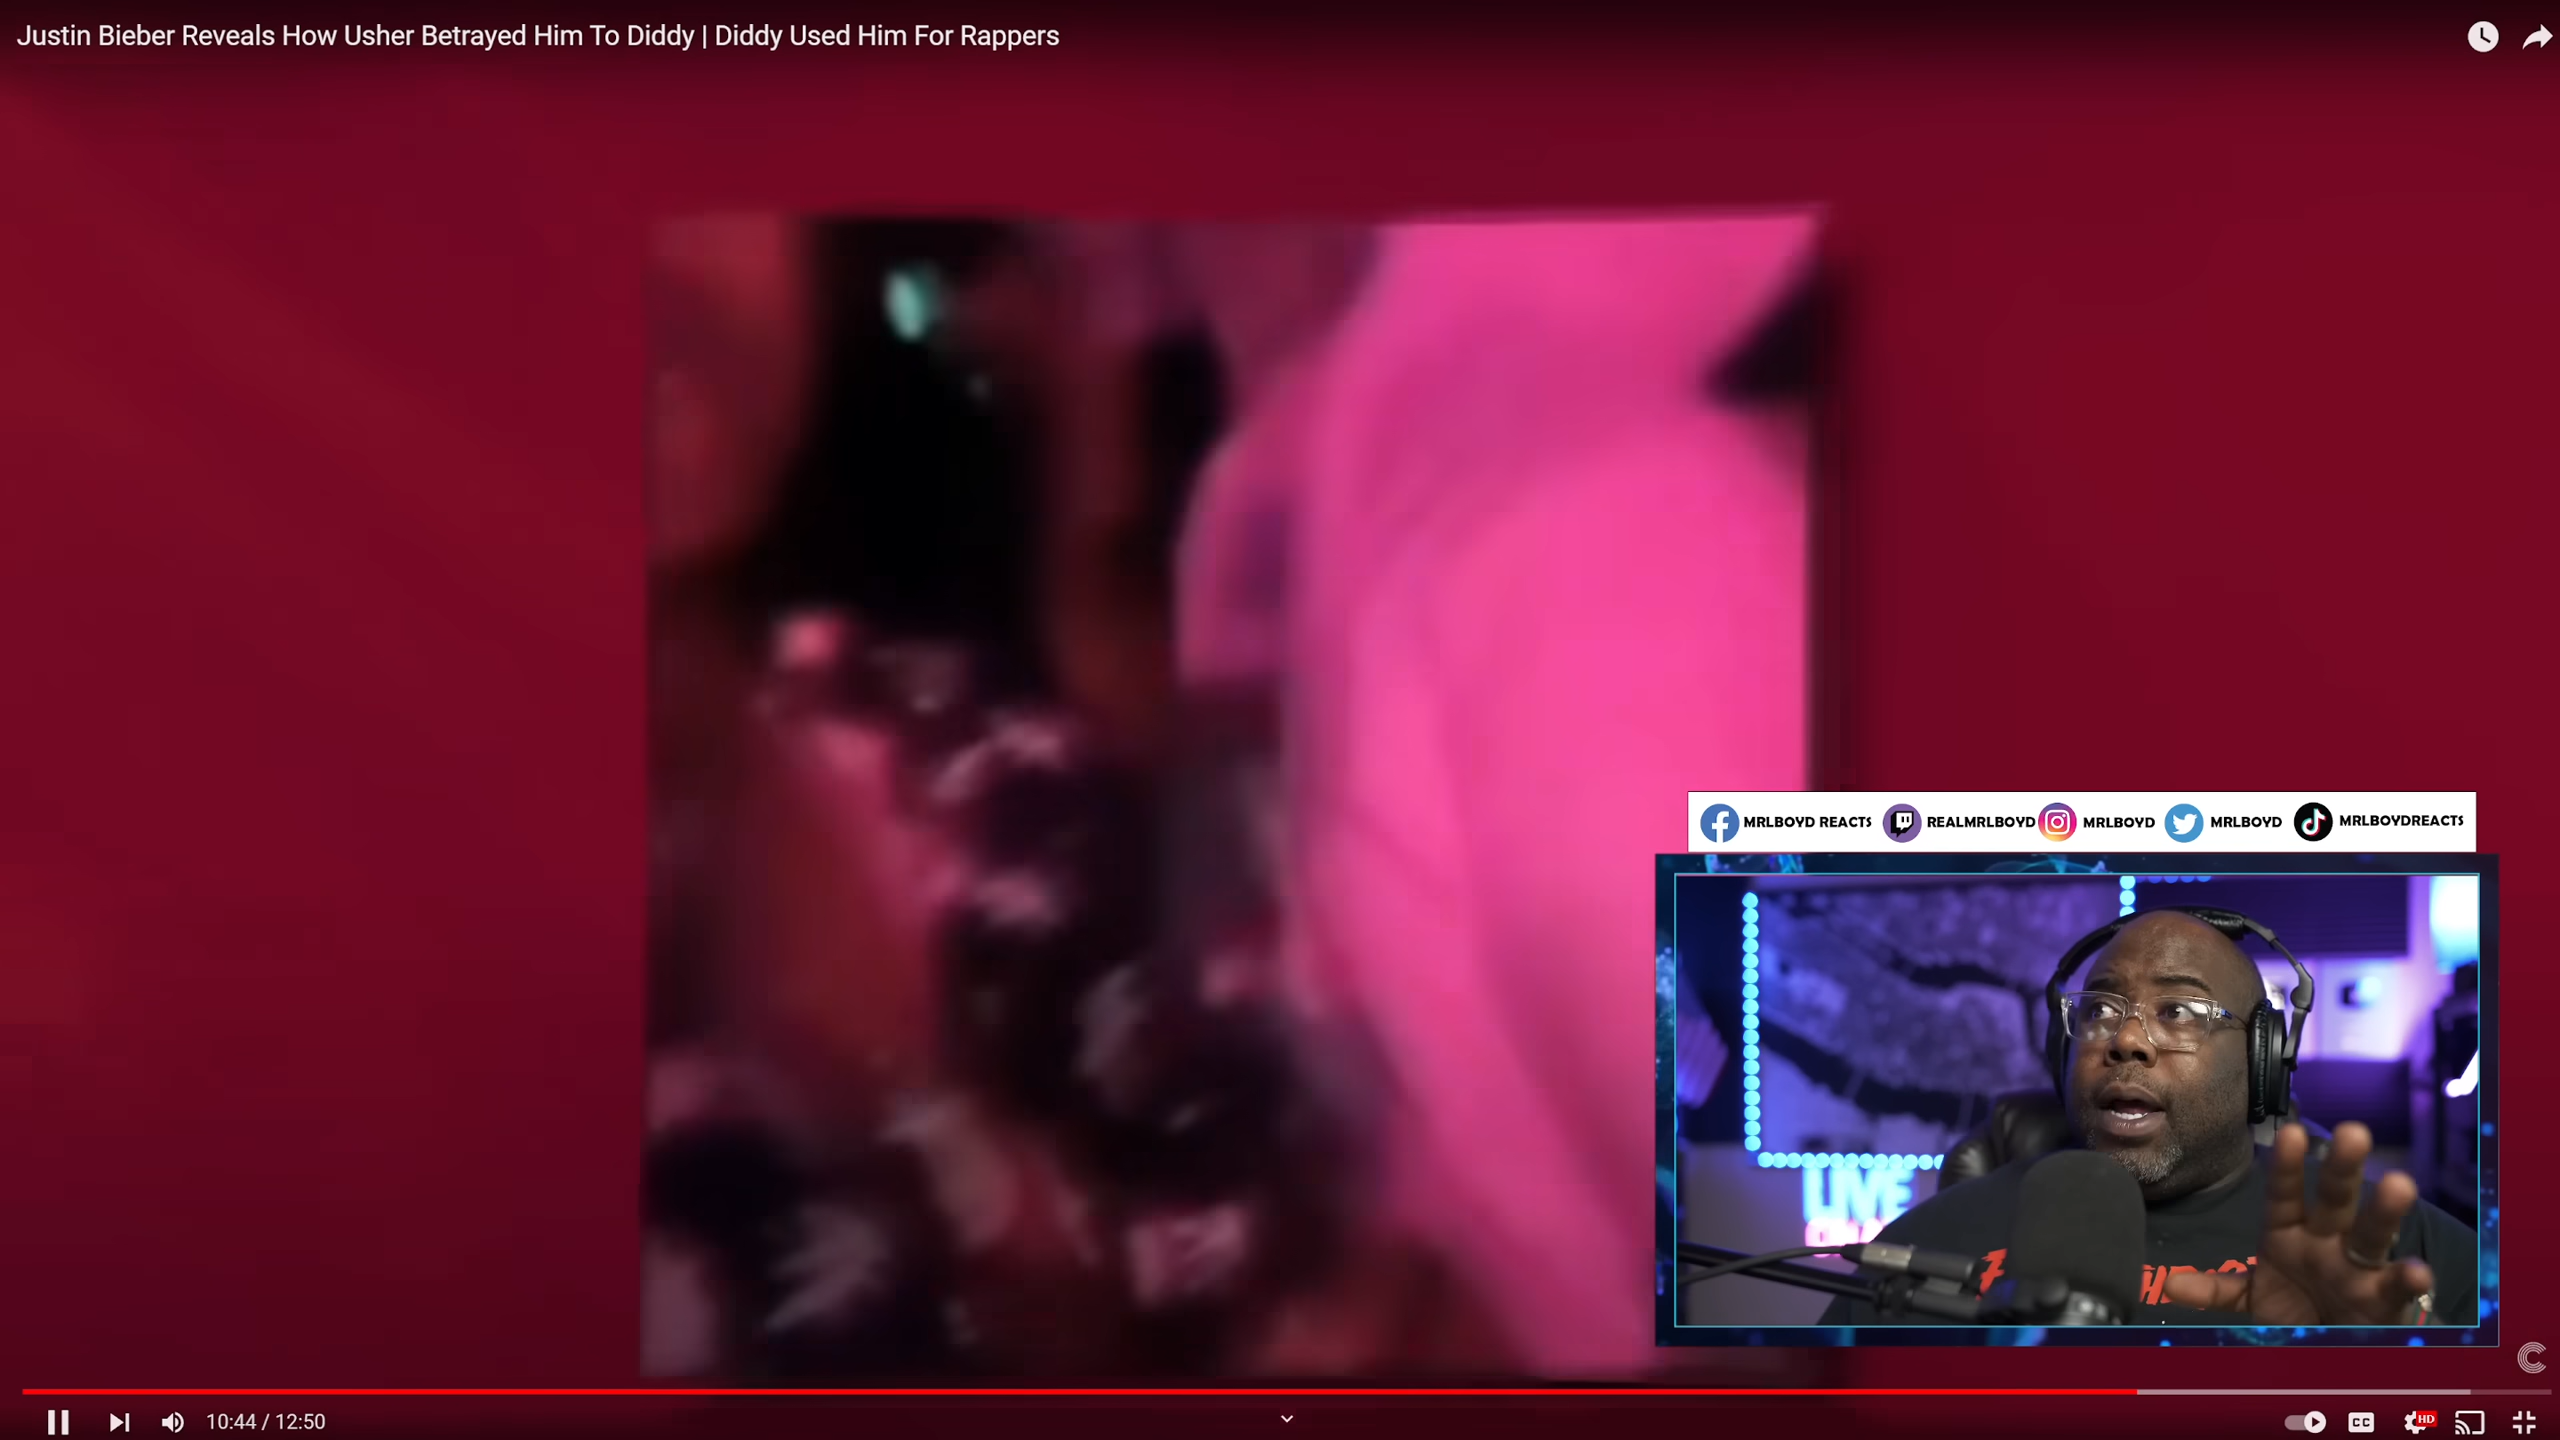 Justin Bieber Reveals How Usher Betrayed Him To Diddy | Diddy Used Him For Rappers
MRLBOYD REACTS REALMRLBOYD MRLBOYD MRLBOYD MRLBOYDREACTS
LIVE
10:44 / 12:50
CC
HD